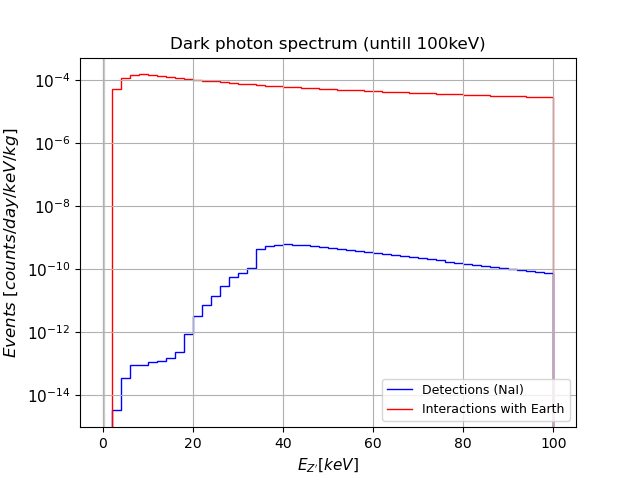 Dark photon spectrum (untill 100keV)
Events [counts/day/keV/kg]
10⁻⁴
10⁻⁶
10⁻⁸
10⁻¹⁰
10⁻¹²
10⁻¹⁴
Detections (NaI)
Interactions with Earth
0 20 40 60 80 100
E_{Z'}[keV]